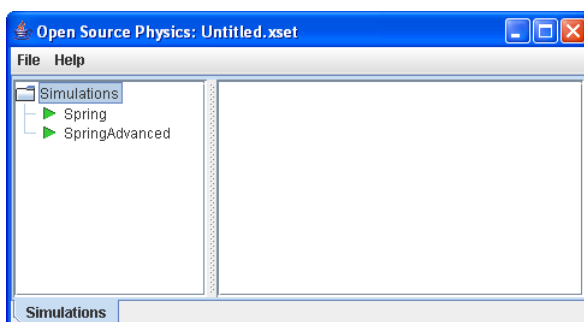 Open Source Physics: Untitled.xset
File Help
Simulations
Spring
SpringAdvanced
Simulations